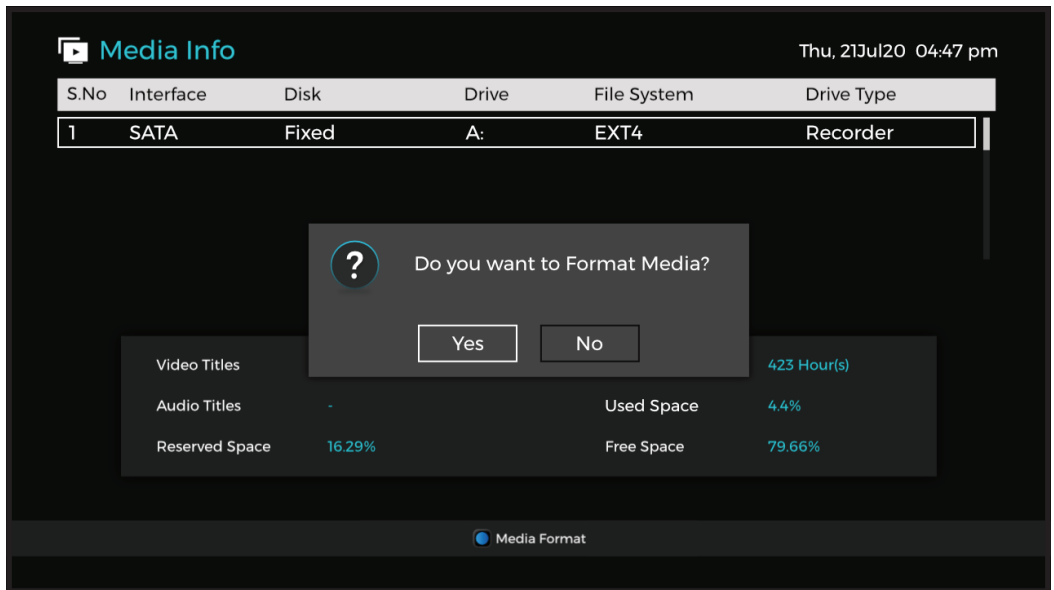 Media Info
Thu, 21Jul20 04:47 pm
S.No Interface Disk Drive File System Drive Type
1 SATA Fixed A: EXT4 Recorder
?
Do you want to Format Media?
Yes No
Video Titles 423 Hour(s)
Audio Titles - Used Space 4.4%
Reserved Space 16.29% Free Space 79.66%
Media Format